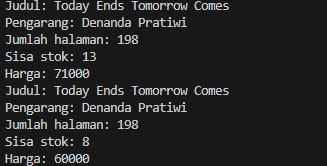 Judul: Today Ends Tomorrow Comes
Pengarang: Denanda Pratiwi
Jumlah halaman: 198
Sisa stok: 13
Harga: 71000
Judul: Today Ends Tomorrow Comes
Pengarang: Denanda Pratiwi
Jumlah halaman: 198
Sisa stok: 8
Harga: 60000